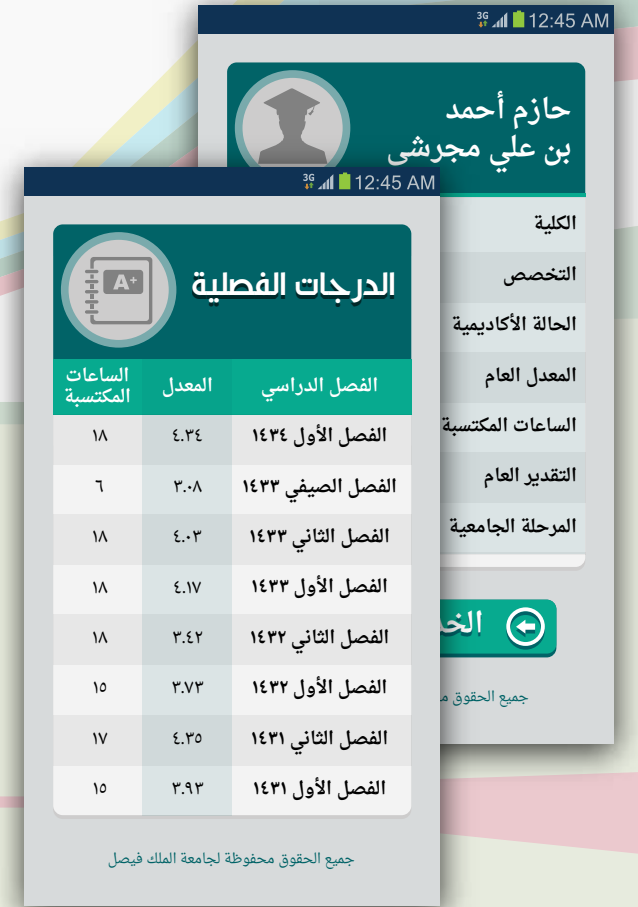 3G 12:45 AM
حازم أحمد
بن علي مجرشي
الكلية
التخصص
الحالة الأكاديمية
المعدل العام
الساعات المكتسبة
التقدير العام
المرحلة الجامعية
جميع الحقوق
3G 12:45 AM
الدرجات الفصلية
A+
الفصل الدراسي المعدل الساعات المكتسبة
الفصل الأول ١٤٣٤ ٤.٣٤ ١٨
الفصل الصيفي ١٤٣٣ ٣.٠٨ ٦
الفصل الثاني ١٤٣٣ ٤.٠٣ ١٨
الفصل الأول ١٤٣٣ ٤.١٧ ١٨
الفصل الثاني ١٤٣٢ ٣.٤٢ ١٨
الفصل الأول ١٤٣٢ ٣.٧٣ ١٥
الفصل الثاني ١٤٣١ ٤.٣٥ ١٧
الفصل الأول ١٤٣١ ٣.٩٣ ١٥
جميع الحقوق محفوظة لجامعة الملك فيصل